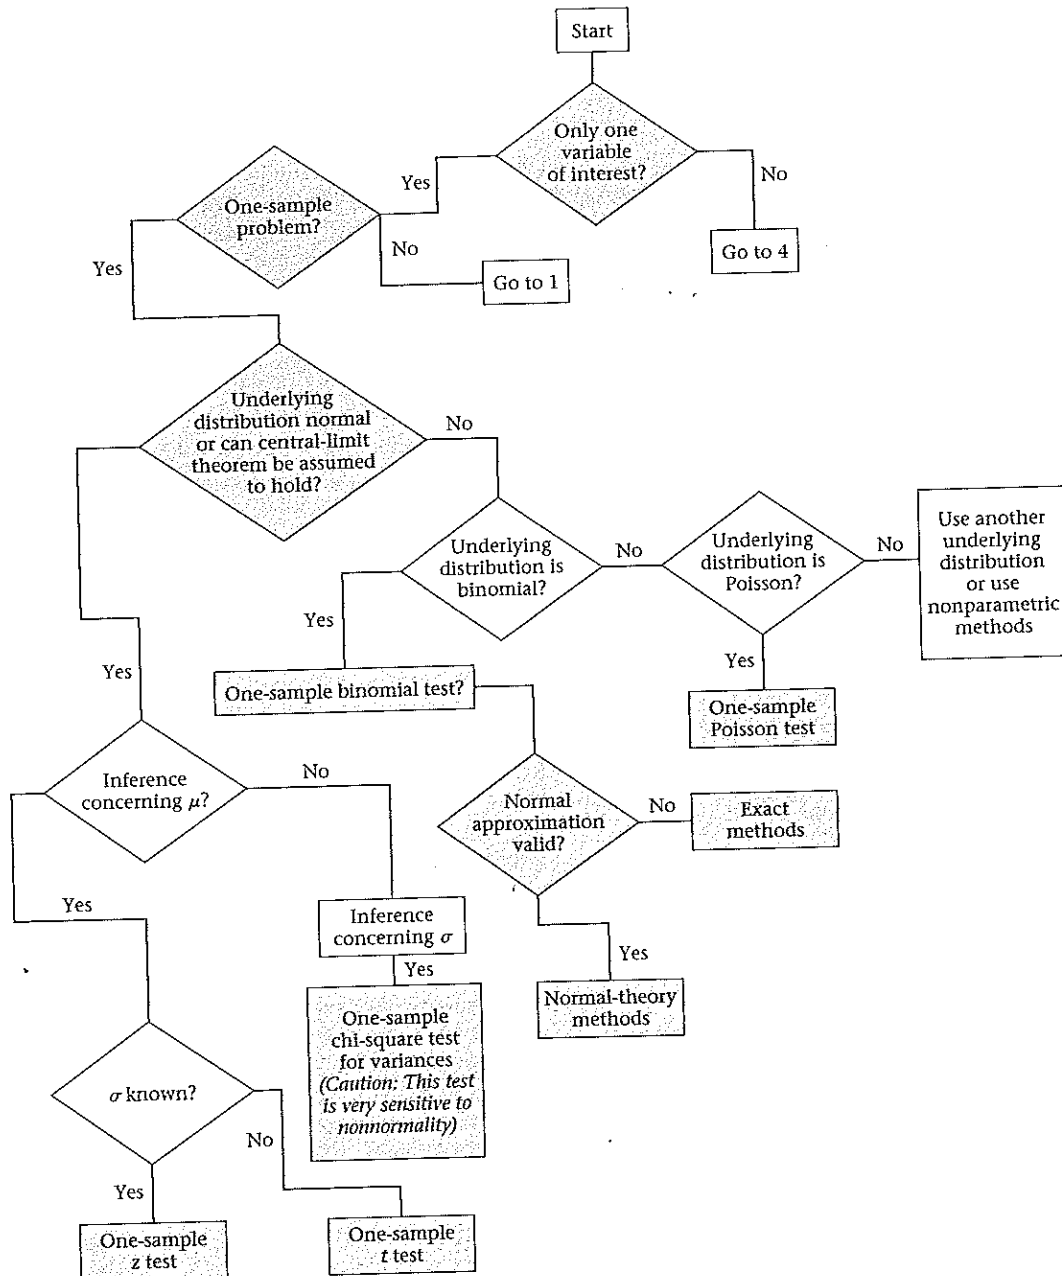 Start
Only one
variable
of interest?
Yes
No
One-sample
problem?
Go to 4
Yes
No
Go to 1
Underlying
distribution normal
or can central-limit
theorem be assumed
to hold?
No
Underlying
distribution is
binomial?
No
Underlying
distribution is
Poisson?
No
Use another
underlying
distribution
or use
nonparametric
methods
Yes
Yes
Yes
One-sample binomial test?
One-sample
Poisson test
Inference
concerning μ?
No
Normal
approximation
valid?
No
Exact
methods
Yes
Inference
concerning σ
Yes
Yes
Normal-theory
methods
One-sample
chi-square test
for variances
(Caution: This test
is very sensitive to
nonnormality)
σ known?
No
Yes
One-sample
z test
One-sample
t test